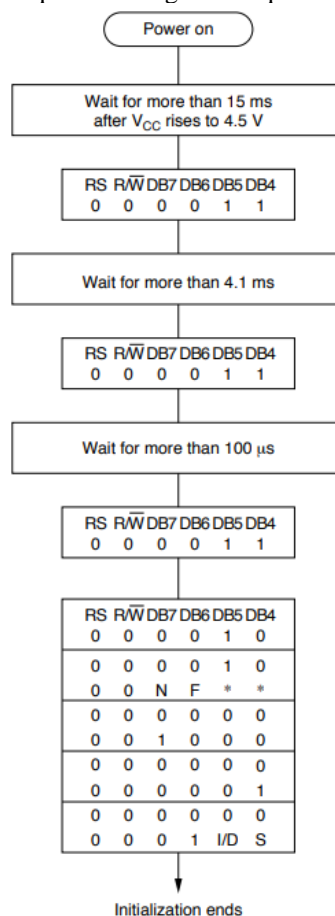 Power on
Wait for more than 15 ms
after VCC rises to 4.5 V
RS R/W̅ DB7 DB6 DB5 DB4
0 0 0 0 1 1
Wait for more than 4.1 ms
RS R/W̅ DB7 DB6 DB5 DB4
0 0 0 0 1 1
Wait for more than 100 μs
RS R/W̅ DB7 DB6 DB5 DB4
0 0 0 0 1 1
RS R/W̅ DB7 DB6 DB5 DB4
0 0 0 0 1 0
0 0 0 0 1 0
0 0 N F * *
0 0 0 0 0 0
0 0 1 0 0 0
0 0 0 0 0 0
0 0 0 0 0 1
0 0 0 0 0 0
0 0 0 1 I/D S
Initialization ends